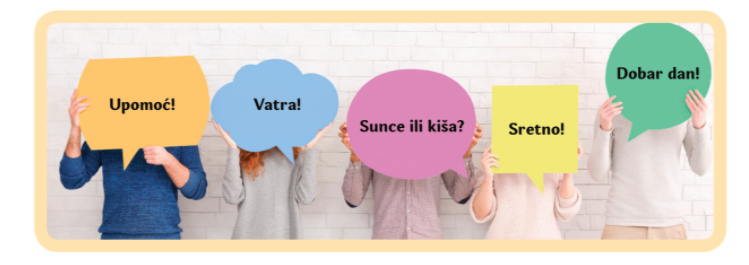 Upomoć!
Vatra!
Sunce ili kiša?
Sretno!
Dobar dan!